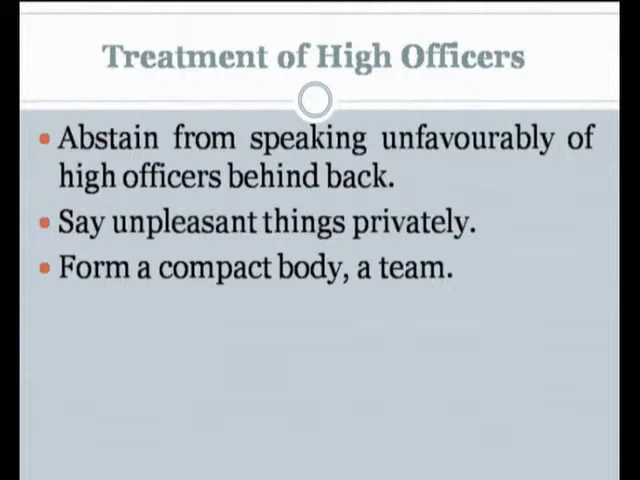 Treatment of High Officers
Abstain from speaking unfavourably of
high officers behind back.
Say unpleasant things privately.
Form a compact body, a team.